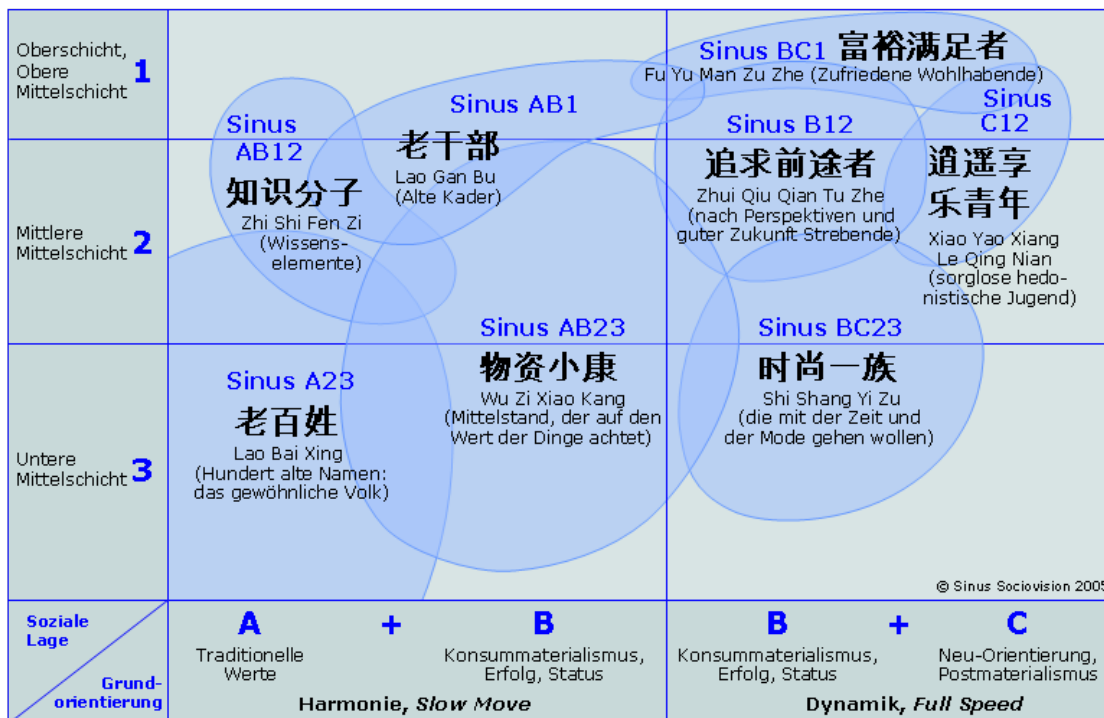 Oberschicht,
Obere
Mittelschicht
1
Sinus BC1 富裕满足者
Fu Yu Man Zu Zhe (Zufriedene Wohlhabende)
Sinus AB1
老干部
Lao Gan Bu
(Alte Kader)
Sinus
AB12
知识分子
Zhi Shi Fen Zi
(Wissens-
elemente)
Sinus B12
追求前途者
Zhui Qiu Qian Tu Zhe
(nach Perspektiven und
guter Zukunft Strebende)
Sinus
C12
逍遥享
乐青年
Xiao Yao Xiang
Le Qing Nian
(sorglose hedo-
nistische Jugend)
Mittlere
Mittelschicht
2
Sinus AB23
物资小康
Wu Zi Xiao Kang
(Mittelstand, der auf den
Wert der Dinge achtet)
Sinus BC23
时尚一族
Shi Shang Yi Zu
(die mit der Zeit und
der Mode gehen wollen)
Sinus A23
老百姓
Lao Bai Xing
(Hundert alte Namen:
das gewöhnliche Volk)
Untere
Mittelschicht
3
© Sinus Sociovision 2005
Soziale
Lage
Grund-
orientierung
A + B
Traditionelle
Werte
Konsummaterialismus,
Erfolg, Status
Harmonie, Slow Move
B + C
Konsummaterialismus,
Erfolg, Status
Neu-Orientierung,
Postmaterialismus
Dynamik, Full Speed